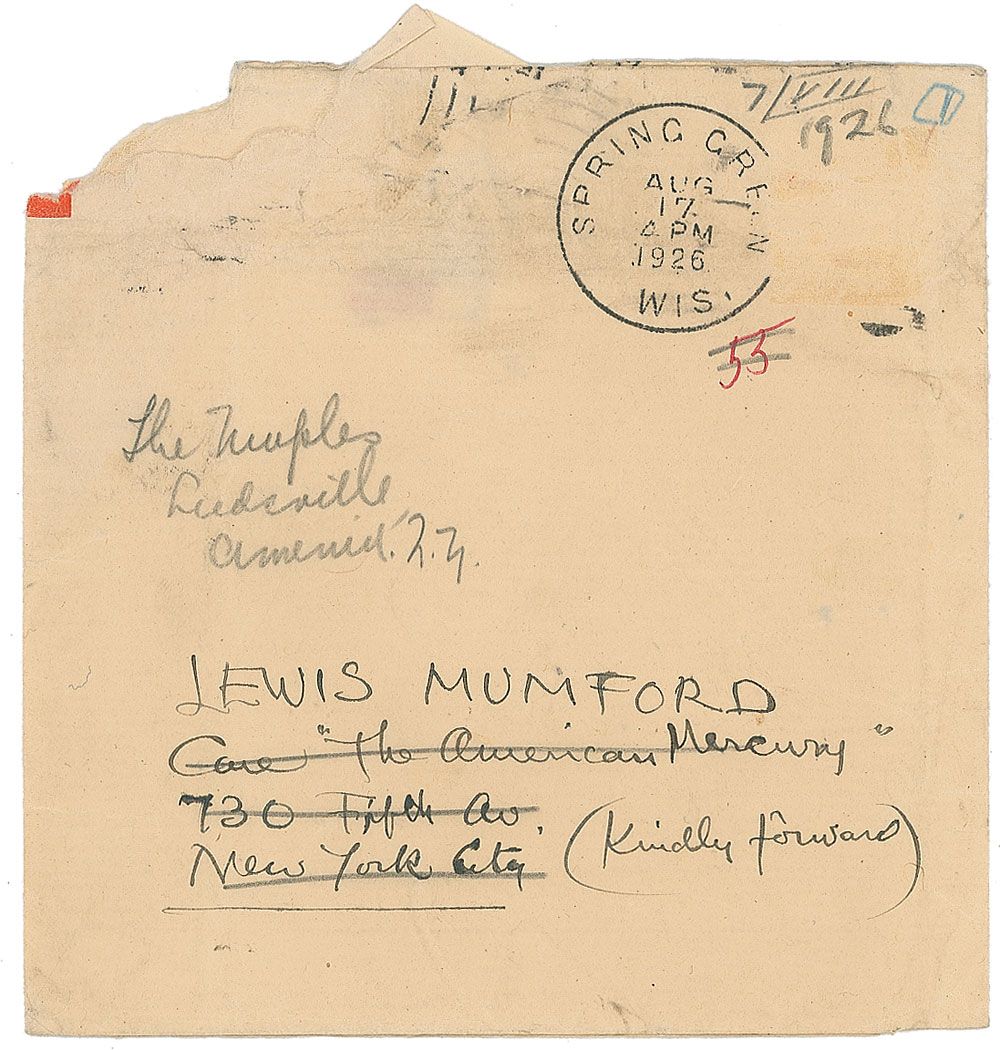 7/VIII
1926
SPRING GREEN
AUG
17
4 PM
1926
WIS.
55
The Maples
Leedsville
Amenia. N.Y.
LEWIS MUMFORD
Care "The American Mercury"
730 Fifth Av.
New York City (Kindly forward)